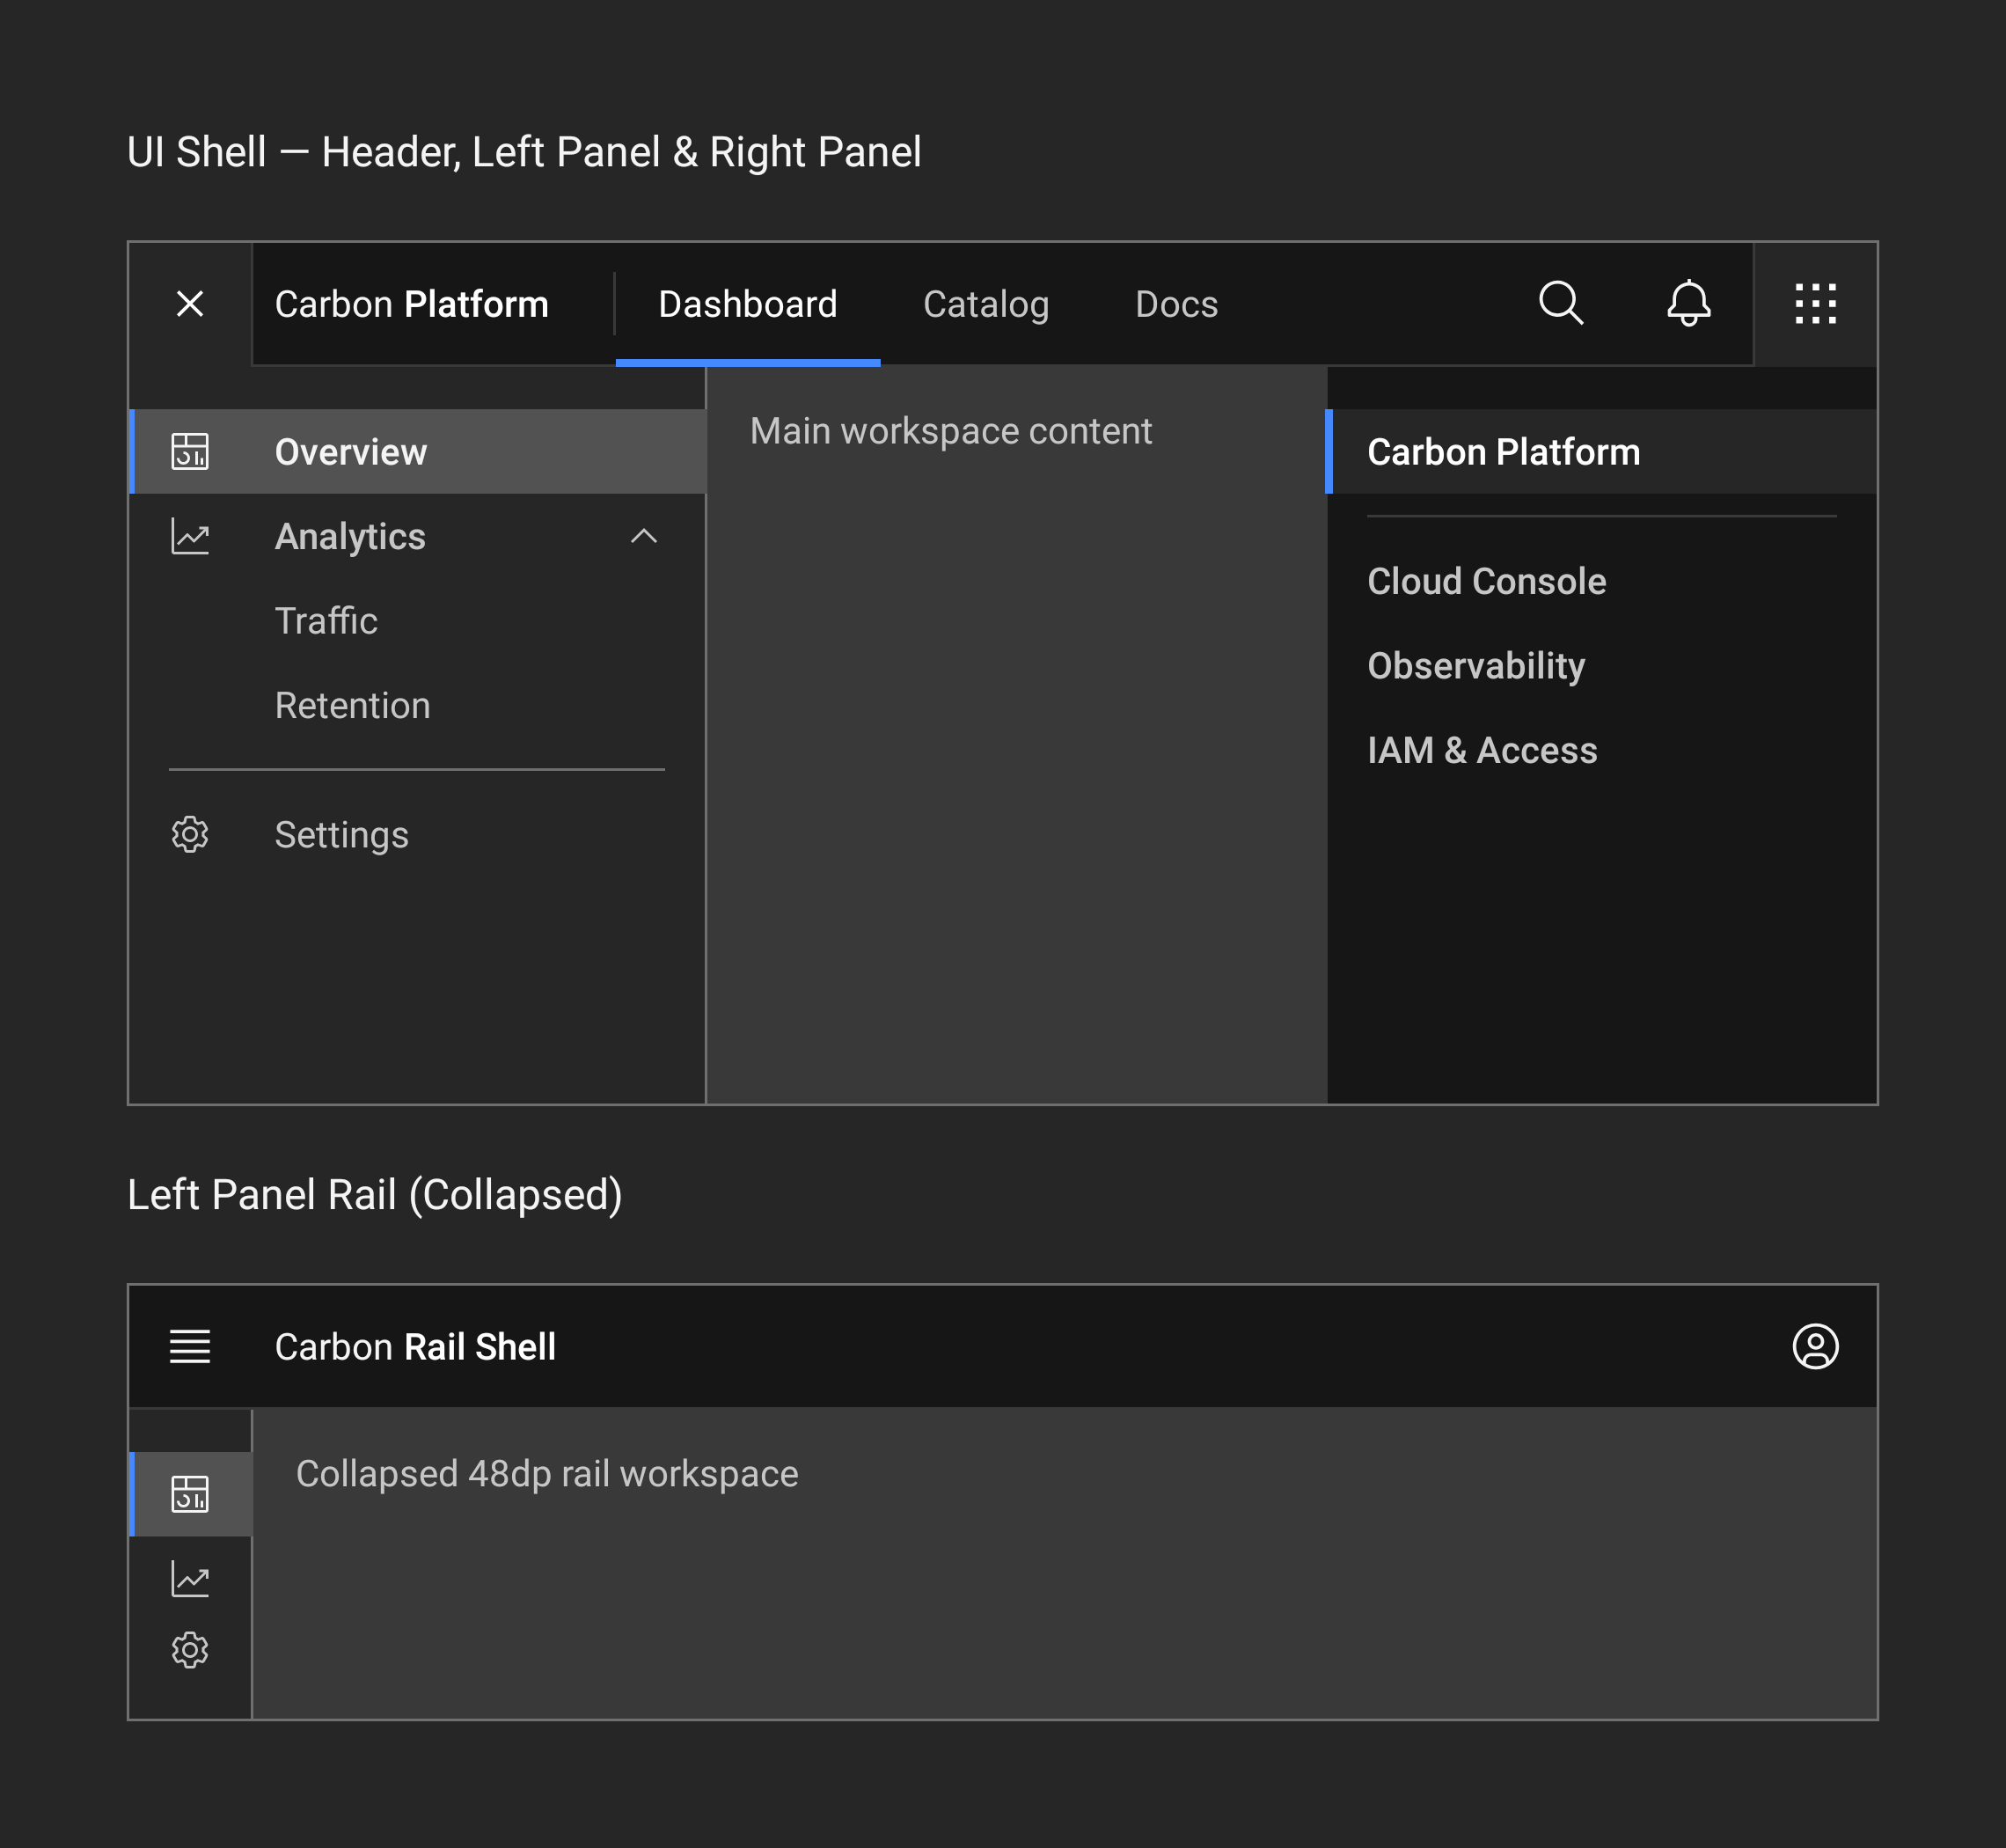 UI Shell — Header, Left Panel & Right Panel
Carbon Platform
Dashboard
Catalog
Docs
Overview
Analytics
Traffic
Retention
Settings
Main workspace content
Carbon Platform
Cloud Console
Observability
IAM & Access
Left Panel Rail (Collapsed)
Carbon Rail Shell
Collapsed 48dp rail workspace